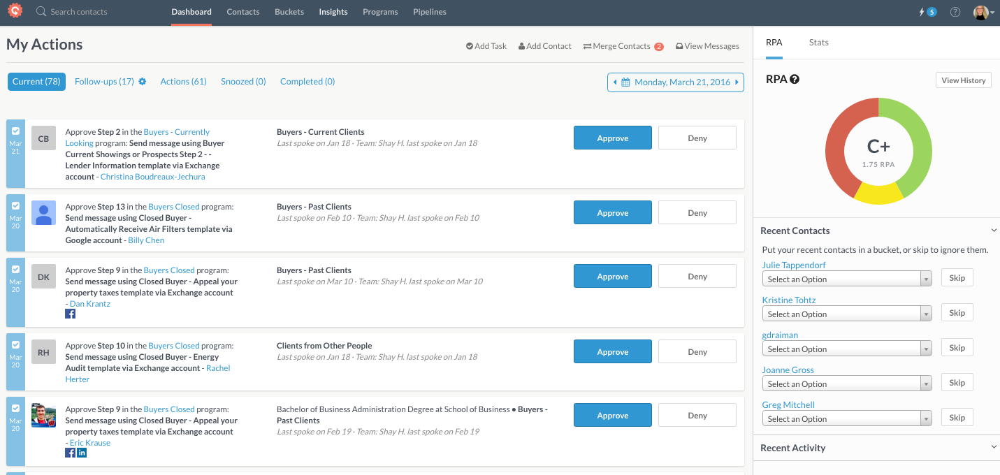 Search contacts
Dashboard
Contacts
Buckets
Insights
Programs
Pipelines
5
?
My Actions
Add Task
Add Contact
Merge Contacts 2
View Messages
Current (78)
Follow-ups (17)
Actions (61)
Snoozed (0)
Completed (0)
Monday, March 21, 2016
Mar
21
CB
Approve Step 2 in the Buyers - Currently
Looking program: Send message using Buyer
Current Showings or Prospects Step 2 - -
Lender Information template via Exchange
account - Christina Boudreaux-Jechura
Buyers - Current Clients
Last spoke on Jan 18 · Team: Shay H. last spoke on Jan 18
Approve
Deny
Mar
20
Approve Step 13 in the Buyers Closed program:
Send message using Closed Buyer -
Automatically Receive Air Filters template via
Google account - Billy Chen
Buyers - Past Clients
Last spoke on Feb 10 · Team: Shay H. last spoke on Feb 10
Approve
Deny
Mar
20
DK
Approve Step 9 in the Buyers Closed program:
Send message using Closed Buyer - Appeal your
property taxes template via Exchange account
- Dan Krantz
f
Buyers - Past Clients
Last spoke on Mar 10 · Team: Shay H. last spoke on Mar 10
Approve
Deny
Mar
20
RH
Approve Step 10 in the Buyers Closed program:
Send message using Closed Buyer - Energy
Audit template via Exchange account - Rachel
Herter
Clients from Other People
Last spoke on Jan 18 · Team: Shay H. last spoke on Jan 18
Approve
Deny
Mar
20
Approve Step 9 in the Buyers Closed program:
Send message using Closed Buyer - Appeal your
property taxes template via Exchange account
- Eric Krause
f in
Bachelor of Business Administration Degree at School of Business • Buyers -
Past Clients
Last spoke on Feb 19 · Team: Shay H. last spoke on Feb 19
Approve
Deny
RPA
Stats
RPA ?
View History
C+
1.75 RPA
Recent Contacts
Put your recent contacts in a bucket, or skip to ignore them.
Julie Tappendorf
Select an Option
Skip
Kristine Tohtz
Select an Option
Skip
gdraiman
Select an Option
Skip
Joanne Gross
Select an Option
Skip
Greg Mitchell
Select an Option
Skip
Recent Activity